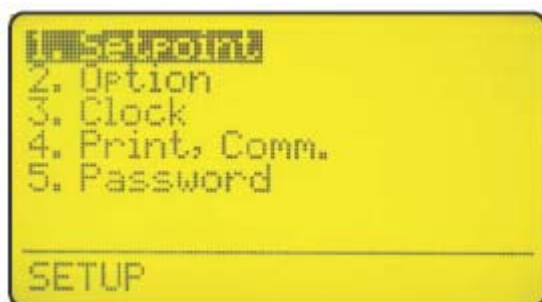 1. Setpoint
2. Option
3. Clock
4. Print, Comm.
5. Password
SETUP